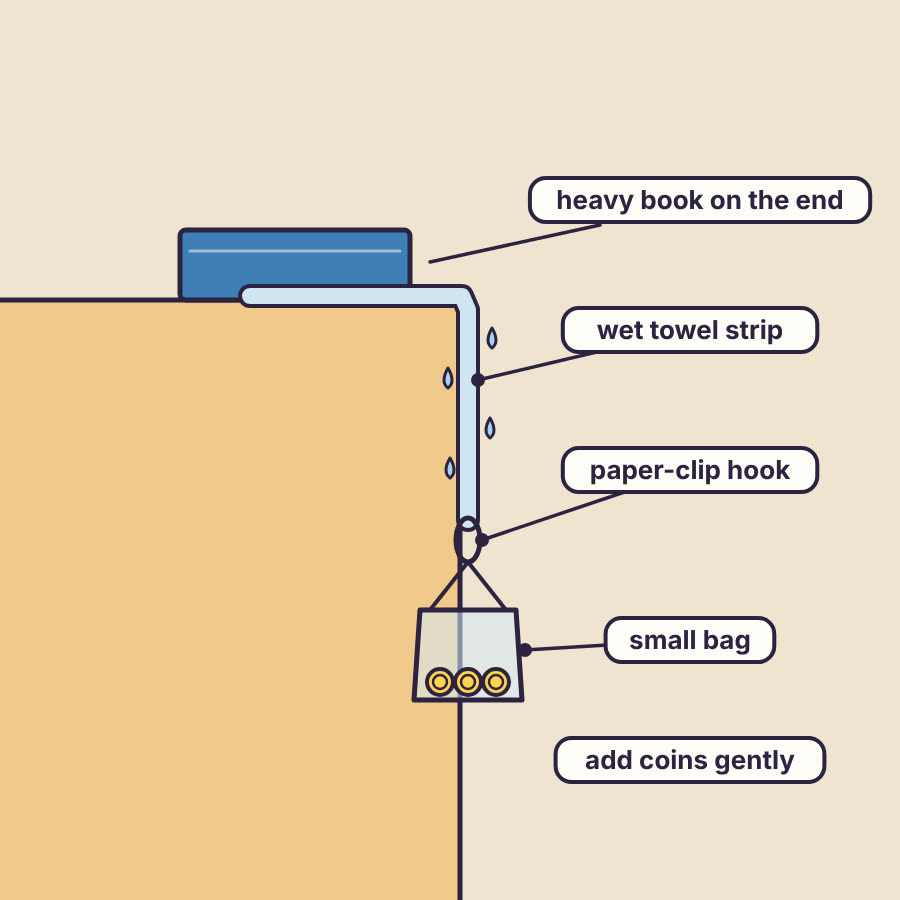 heavy book on the end
wet towel strip
paper-clip hook
small bag
add coins gently